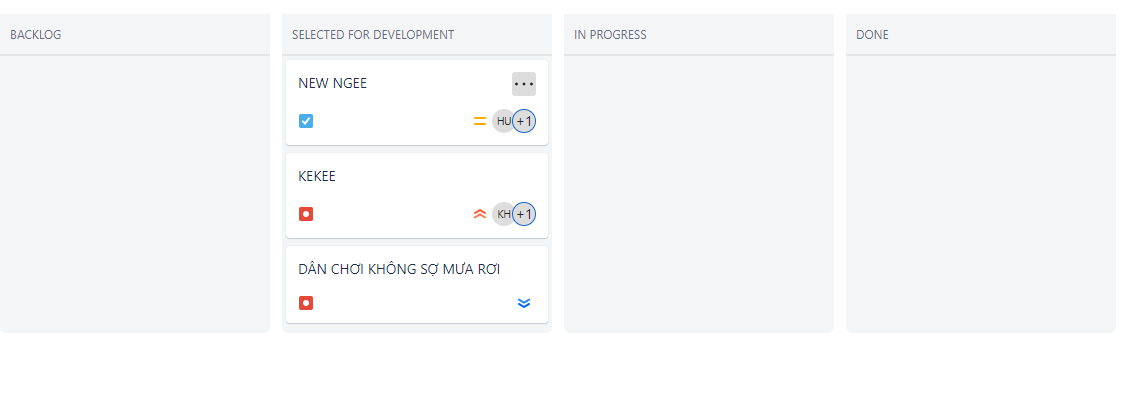 BACKLOG
SELECTED FOR DEVELOPMENT
IN PROGRESS
DONE
NEW NGEE
HU +1
KEKEE
KH +1
DÂN CHƠI KHÔNG SỢ MƯA RƠI